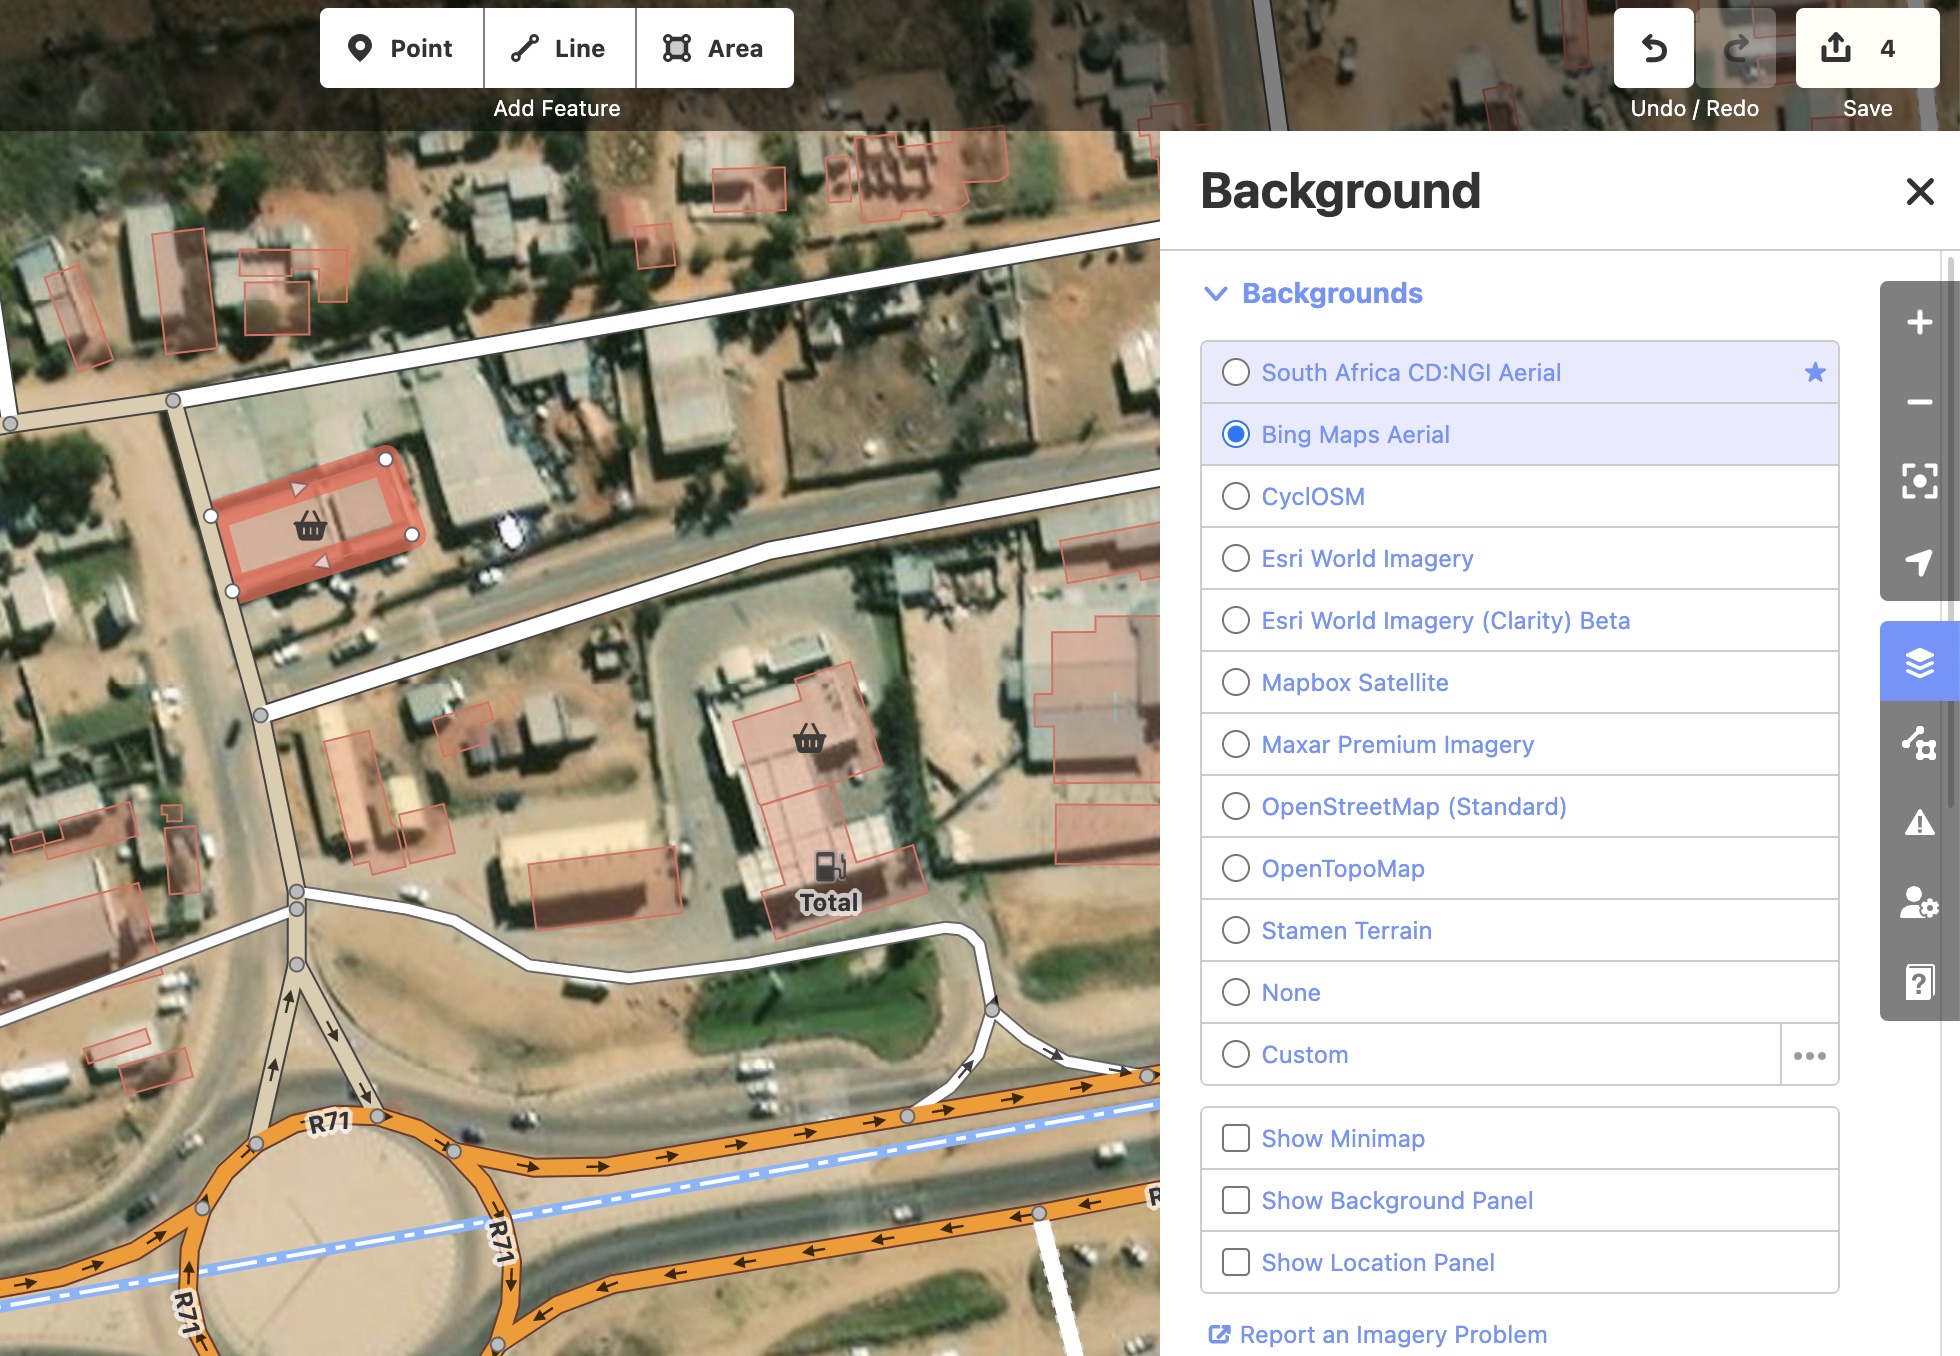 Point
Line
Area
Add Feature
4
Undo / Redo
Save
Background
Backgrounds
South Africa CD:NGI Aerial
Bing Maps Aerial
CyclOSM
Esri World Imagery
Esri World Imagery (Clarity) Beta
Mapbox Satellite
Maxar Premium Imagery
OpenStreetMap (Standard)
OpenTopoMap
Stamen Terrain
None
Custom
Show Minimap
Show Background Panel
Show Location Panel
Report an Imagery Problem
Total
R71
R71
R71